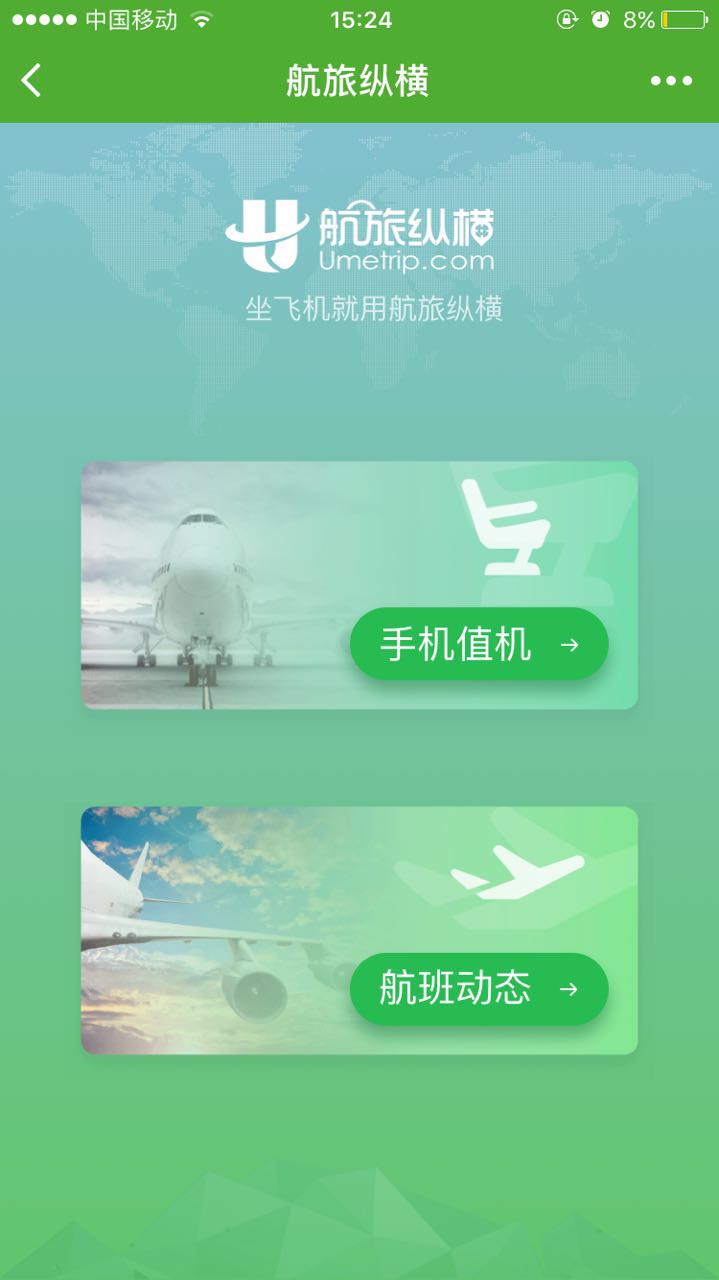 中国移动 15:24 8%
航旅纵横
航旅纵横
Umetrip.com
坐飞机就用航旅纵横
手机值机 →
航班动态 →